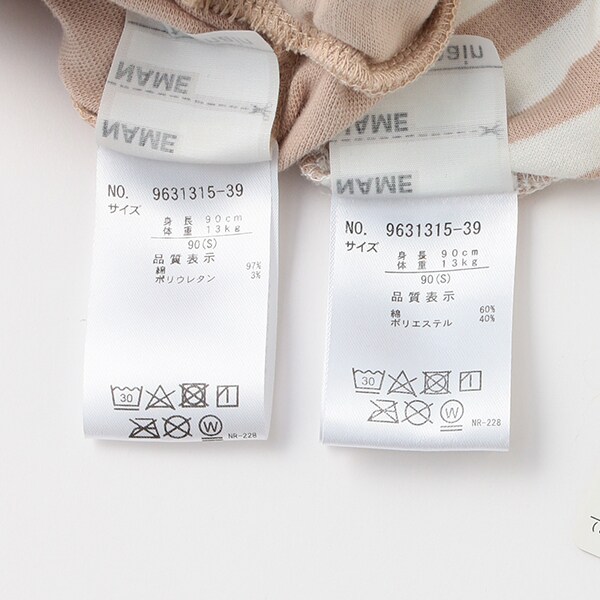 NAME
NAME
NO. 9631315-39
サイズ
身長 90cm
体重 13kg
90(S)
品質表示
綿 97%
ポリウレタン 3%
30
W
NR-228
ain
NAME
NAME
NO. 9631315-39
サイズ
身長 90cm
体重 13kg
90(S)
品質表示
綿 60%
ポリエステル 40%
30
W
NR-228